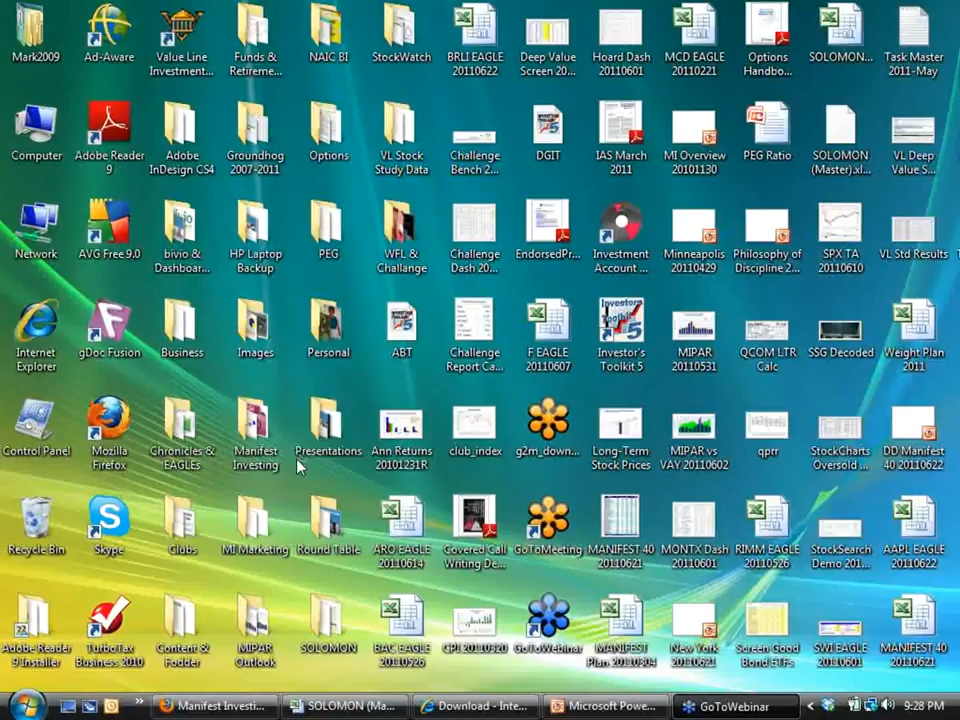 Mark2009
Ad-Aware
Value Line
Investment...
Funds &
Retireme...
NAIC BI
StockWatch
BRLI EAGLE
20110622
Deep Value
Screen 20...
Hoard Dash
20110601
MCD EAGLE
20110221
Options
Handbo...
SOLOMON...
Task Master
2011-May
Computer
Adobe Reader
9
Adobe
InDesign CS4
Groundhog
2007-2011
Options
VL Stock
Study Data
Challenge
Bench 2...
DGIT
IAS March
2011
MI Overview
20101130
PEG Ratio
SOLOMON
(Master).xl...
VL Deep
Value S...
Network
AVG Free 9.0
bivio &
Dashboar...
HP Laptop
Backup
PEG
WFL &
Challange
Challenge
Dash 20...
EndorsedPr...
Investment
Account ...
Minneapolis
20110429
Philosophy of
Discipline 2...
SPX TA
20110610
VL Std Results
Internet
Explorer
gDoc Fusion
Business
Images
Personal
ABT
Challenge
Report Ca...
F EAGLE
20110607
Investor's
Toolkit 5
MIPAR
20110531
QCOM LTR
Calc
SSG Decoded
Weight Plan
2011
Control Panel
Mozilla
Firefox
Chronicles &
EAGLEs
Manifest
Investing
Presentations
Ann Returns
20101231R
club_index
g2m_down...
Long-Term
Stock Prices
MIPAR vs
VAY 20110602
qprr
StockCharts
Oversold ...
DD Manifest
40 20110622
Recycle Bin
Skype
Clubs
MI Marketing
Round Table
ARO EAGLE
20110614
Covered Call
Writing De...
GoToMeeting
MANIFEST 40
20110621
MONTX Dash
20110601
RIMM EAGLE
20110526
StockSearch
Demo 201...
AAPL EAGLE
20110622
Adobe Reader
9 Installer
TurboTax
Business 2010
Content &
Fodder
MIPAR
Outlook
SOLOMON
BAC EAGLE
20110526
CPI 20110320
GoToWebinar
MANIFEST
Plan 20110304
New York
20110621
Screen Good
Bond ETFs
SWI EAGLE
20110601
MANIFEST 40
20110621
Manifest Investi...
SOLOMON (Ma...
Download - Inte...
Microsoft Powe...
GoToWebinar
9:28 PM